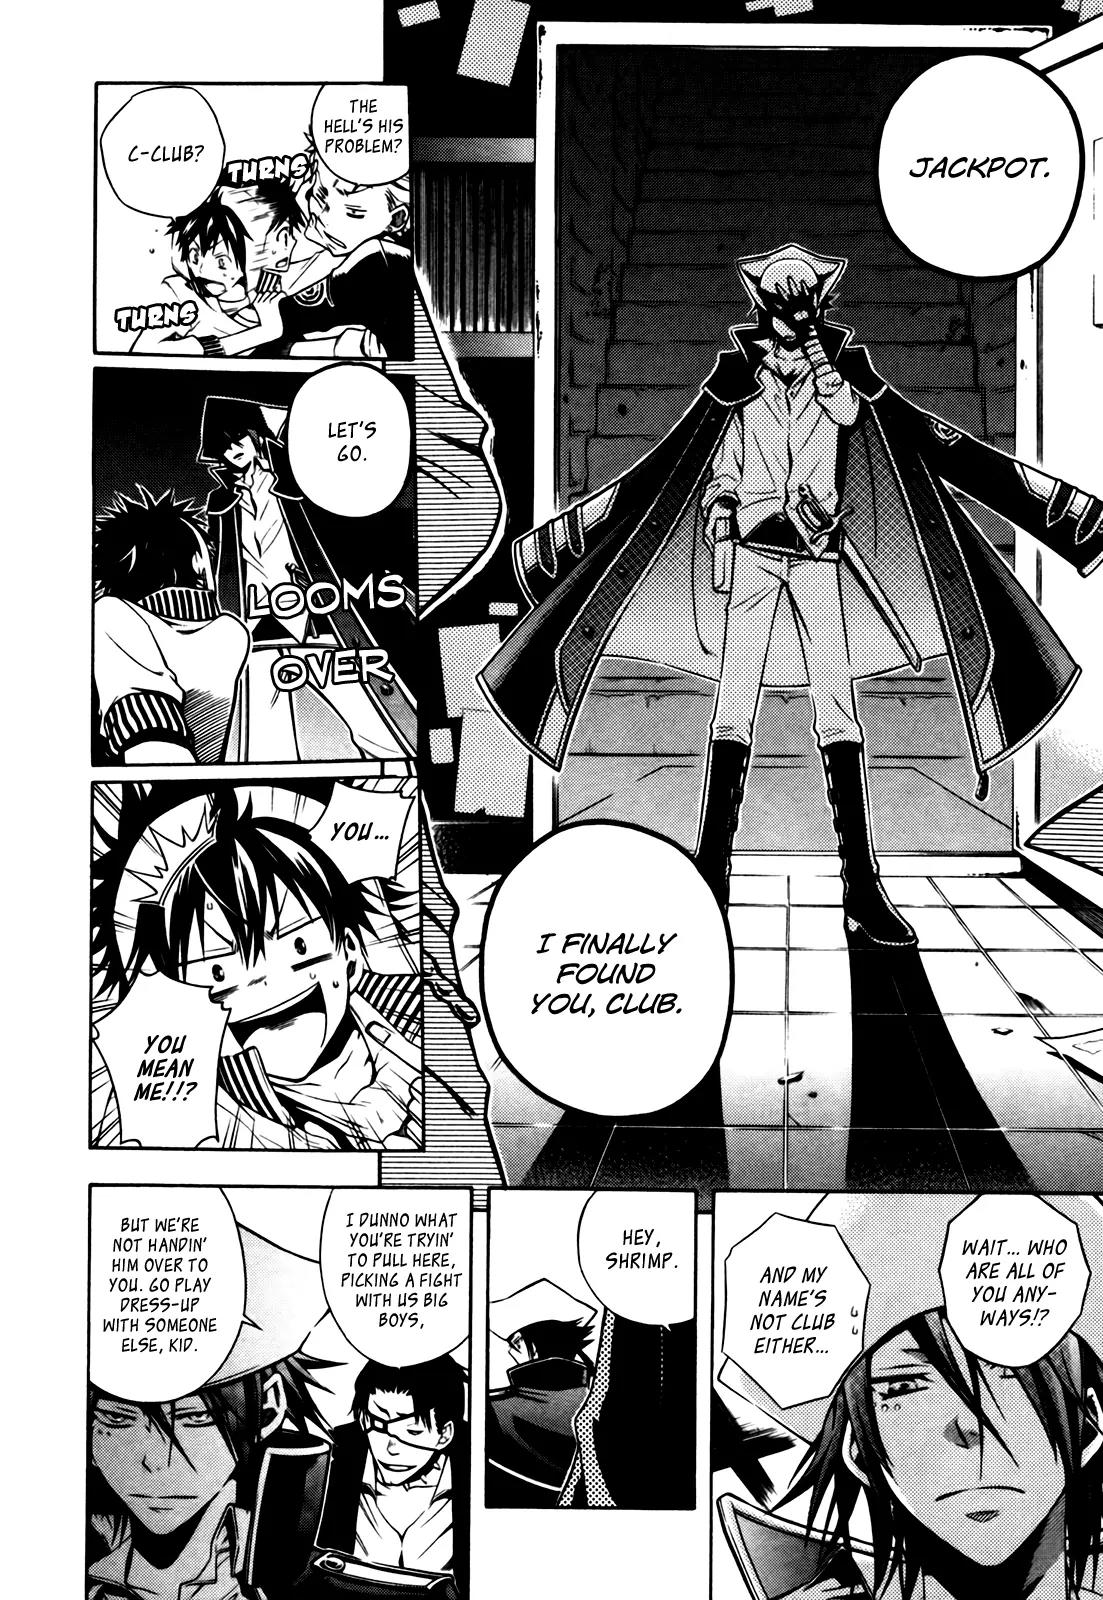 JACKPOT.
I FINALLY
FOUND
YOU, CLUB.
THE
HELL'S HIS
PROBLEM?
TURNS
C-CLUB?
TURNS
LET'S
GO.
LOOMS
OVER
YOU...
YOU
MEAN
ME!!?
WAIT... WHO
ARE ALL OF
YOU ANY-
WAYS!?
AND MY
NAME'S
NOT CLUB
EITHER...
HEY,
SHRIMP.
I DUNNO WHAT
YOU'RE TRYIN'
TO PULL HERE,
PICKING A FIGHT
WITH US BIG
BOYS,
BUT WE'RE
NOT HANDIN'
HIM OVER TO
YOU. GO PLAY
DRESS-UP
WITH SOMEONE
ELSE, KID.